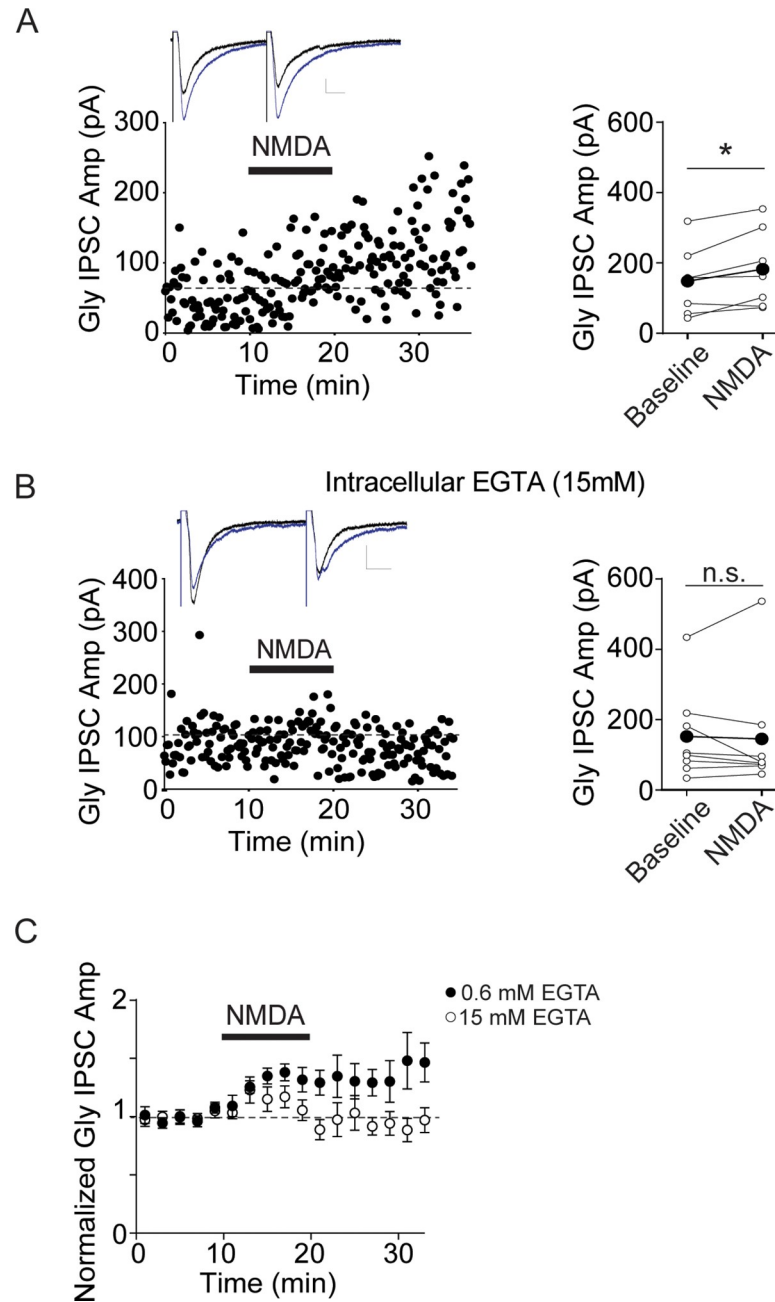 A
NMDA
Gly IPSC Amp (pA)
300
200
100
0
0 10 20 30
Time (min)
*
Gly IPSC Amp (pA)
600
400
200
0
Baseline
NMDA
B
Intracellular EGTA (15mM)
NMDA
Gly IPSC Amp (pA)
400
300
200
100
0
0 10 20 30
Time (min)
n.s.
Gly IPSC Amp (pA)
600
400
200
0
Baseline
NMDA
C
NMDA
0.6 mM EGTA
15 mM EGTA
Normalized Gly IPSC Amp
2
1
0
0 10 20 30
Time (min)